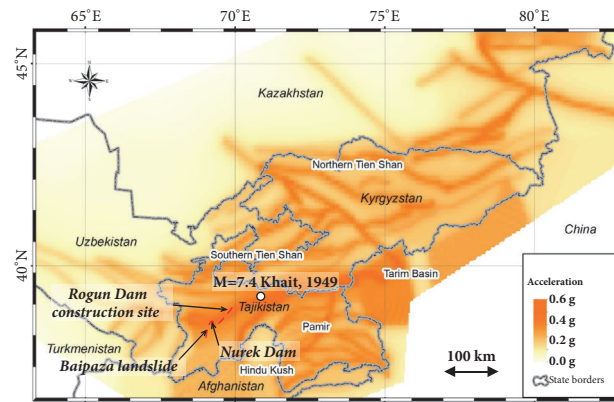 65°E 70°E 75°E 80°E
45°N
N
W E
S
Kazakhstan
Northern Tien Shan
Kyrgyzstan
China
Uzbekistan
40°N
Southern Tien Shan
M=7.4 Khait, 1949
Tarim Basin
Rogun Dam
construction site
Tajikistan
Pamir
Turkmenistan
Nurek Dam
Baipaza landslide
Hindu Kush
Afghanistan
100 km
Acceleration
0.6 g
0.4 g
0.2 g
0.0 g
State borders